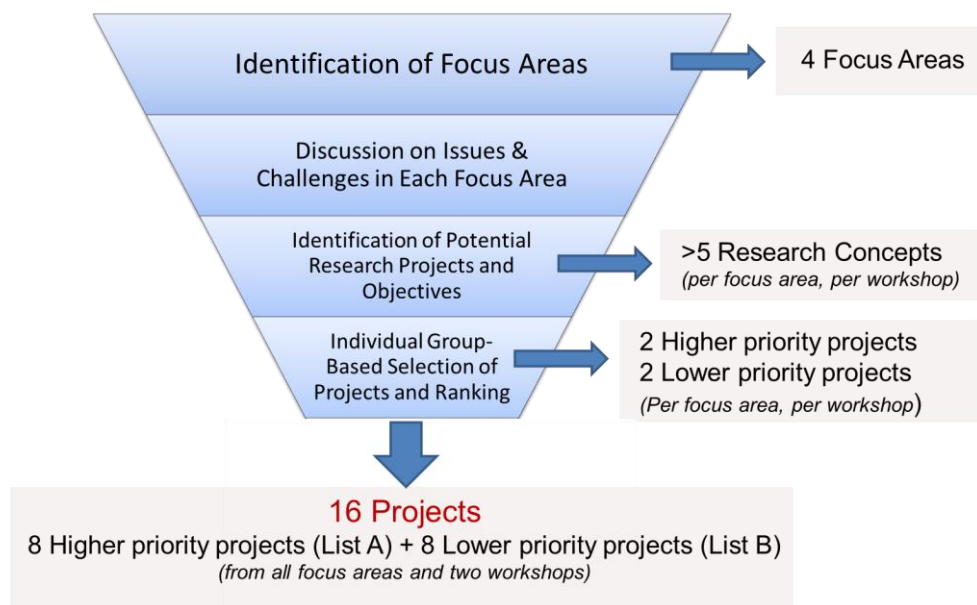 Identification of Focus Areas
4 Focus Areas
Discussion on Issues &
Challenges in Each Focus Area
Identification of Potential
Research Projects and
Objectives
>5 Research Concepts
(per focus area, per workshop)
Individual Group-
Based Selection of
Projects and Ranking
2 Higher priority projects
2 Lower priority projects
(Per focus area, per workshop)
16 Projects
8 Higher priority projects (List A) + 8 Lower priority projects (List B)
(from all focus areas and two workshops)